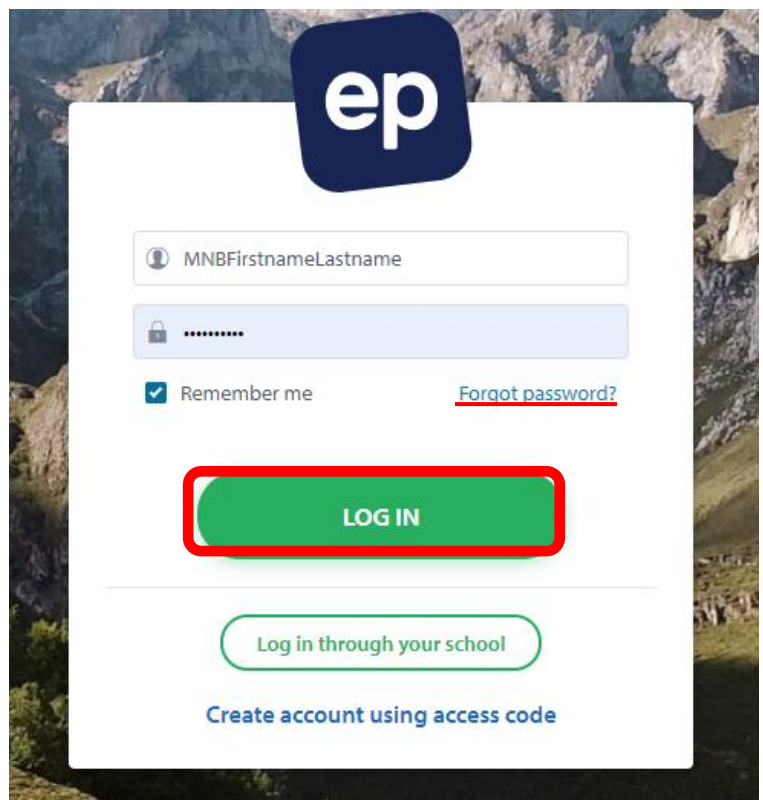 ep
MNBFirstnameLastname
••••••••••
Remember me
Forgot password?
LOG IN
Log in through your school
Create account using access code